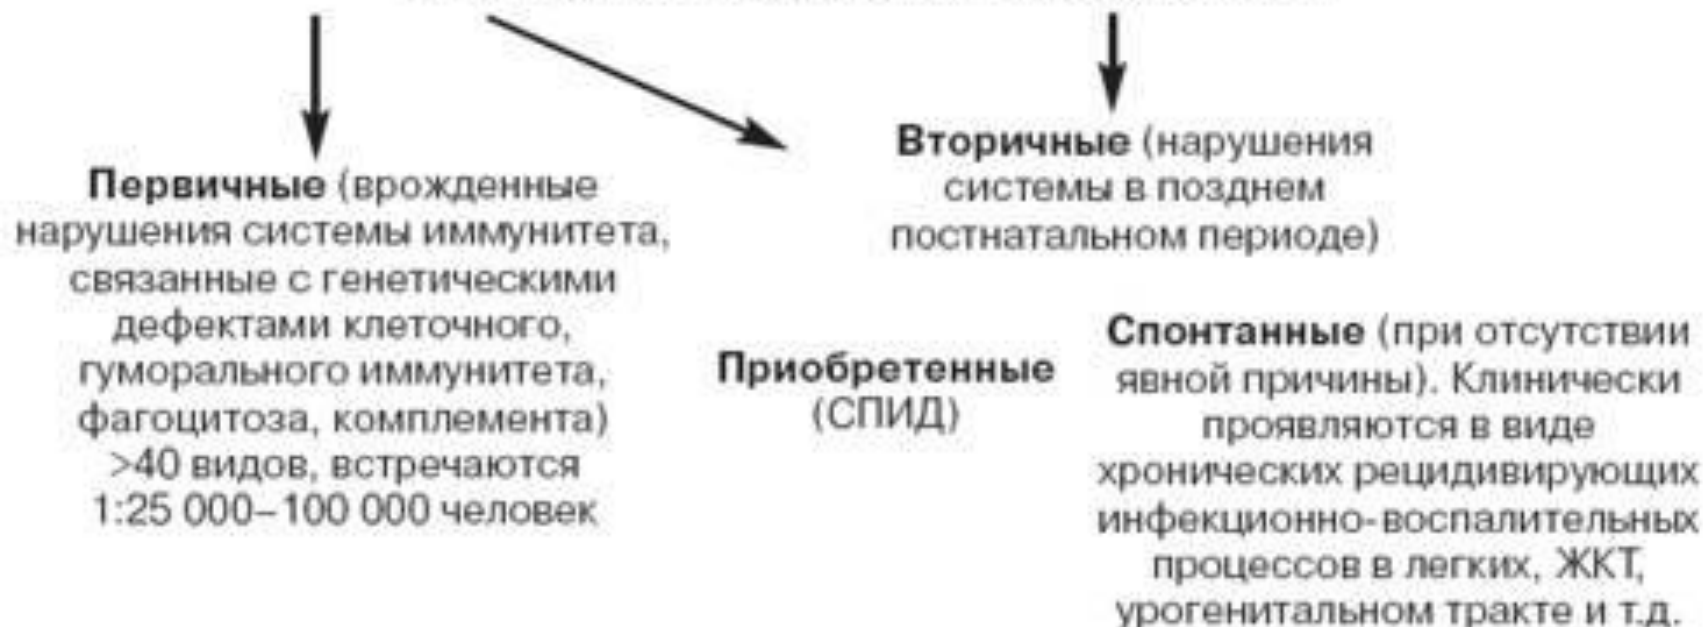 Первичные (врожденные
нарушения системы иммунитета,
связанные с генетическими
дефектами клеточного,
гуморального иммунитета,
фагоцитоза, комплемента)
>40 видов, встречаются
1:25 000–100 000 человек
Вторичные (нарушения
системы в позднем
постнатальном периоде)
Приобретенные
(СПИД)
Спонтанные (при отсутствии
явной причины). Клинически
проявляются в виде
хронических рецидивирующих
инфекционно-воспалительных
процессов в легких, ЖКТ,
урогенитальном тракте и т.д.